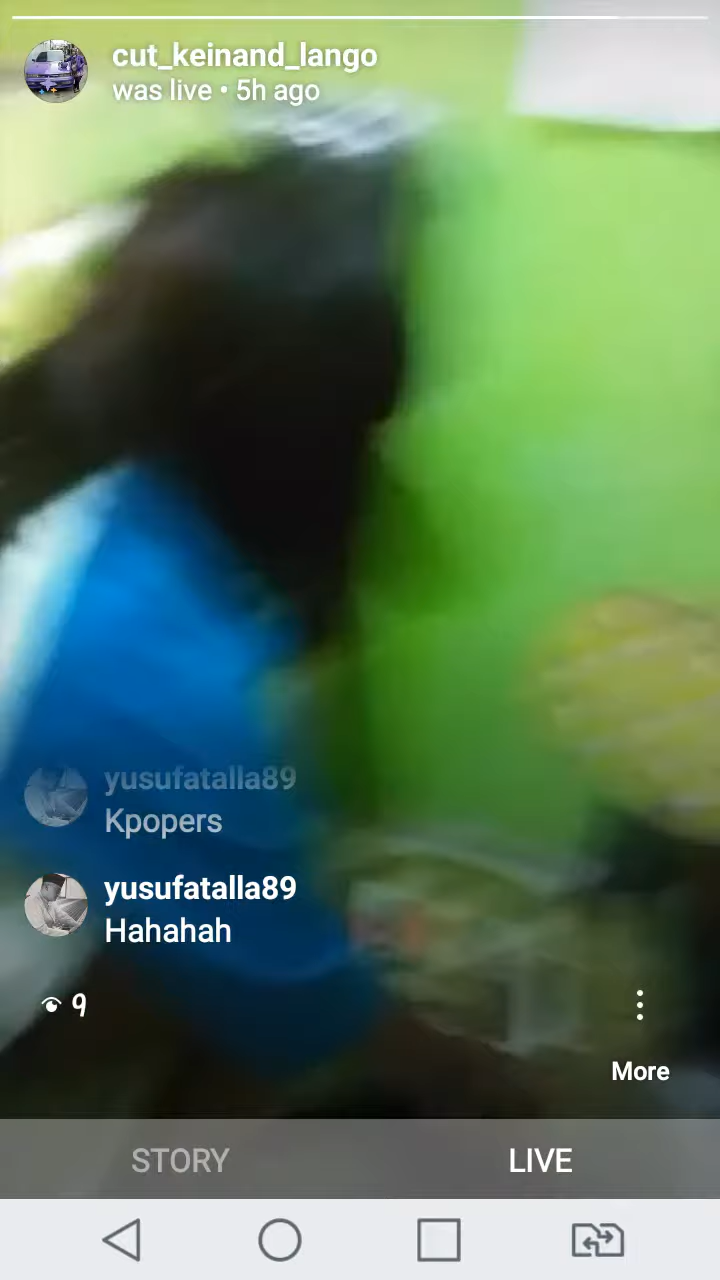 cut_keinand_lango
was live • 5h ago
yusufatalla89
Kpopers
yusufatalla89
Hahahah
9
More
STORY LIVE